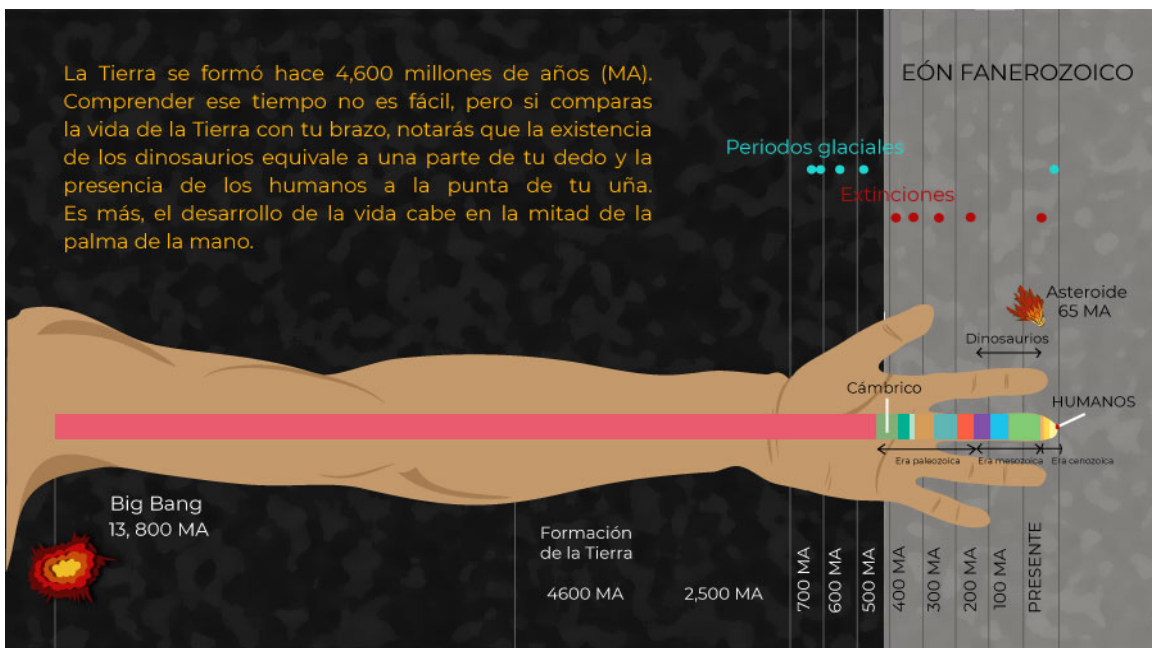 La Tierra se formó hace 4,600 millones de años (MA).
Comprender ese tiempo no es fácil, pero si comparas
la vida de la Tierra con tu brazo, notarás que la existencia
de los dinosaurios equivale a una parte de tu dedo y la
presencia de los humanos a la punta de tu uña.
Es más, el desarrollo de la vida cabe en la mitad de la
palma de la mano.
EÓN FANEROZOICO
Periodos glaciales
Extinciones
Asteroide
65 MA
Dinosaurios
Cámbrico
HUMANOS
Era paleozoica
Era mesozoica
Era cenozoica
Big Bang
13, 800 MA
Formación
de la Tierra
4600 MA
2,500 MA
700 MA
600 MA
500 MA
400 MA
300 MA
200 MA
100 MA
PRESENTE